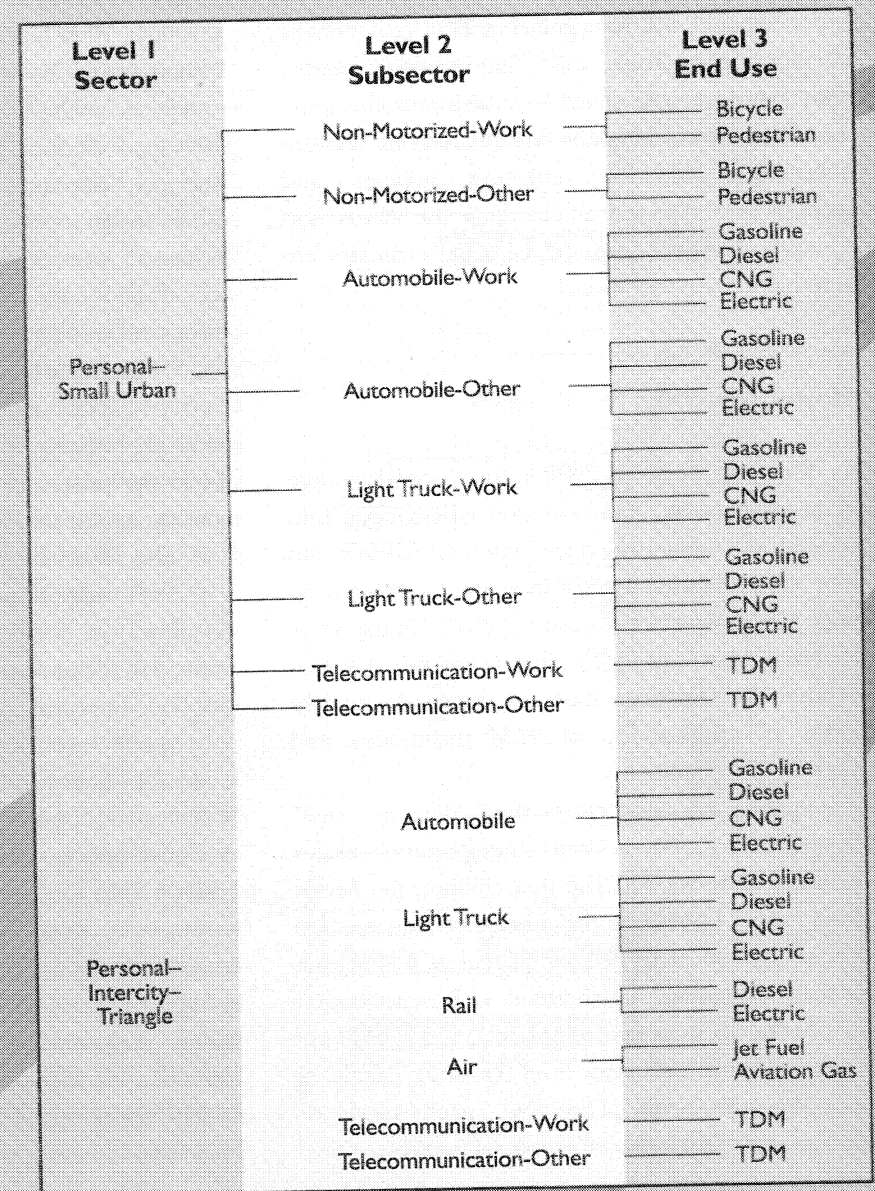 Level 1
Sector
Level 2
Subsector
Level 3
End Use
Personal–
Small Urban
Non-Motorized-Work
Bicycle
Pedestrian
Non-Motorized-Other
Bicycle
Pedestrian
Automobile-Work
Gasoline
Diesel
CNG
Electric
Automobile-Other
Gasoline
Diesel
CNG
Electric
Light Truck-Work
Gasoline
Diesel
CNG
Electric
Light Truck-Other
Gasoline
Diesel
CNG
Electric
Telecommunication-Work
TDM
Telecommunication-Other
TDM
Personal–
Intercity–
Triangle
Automobile
Gasoline
Diesel
CNG
Electric
Light Truck
Gasoline
Diesel
CNG
Electric
Rail
Diesel
Electric
Air
Jet Fuel
Aviation Gas
Telecommunication-Work
TDM
Telecommunication-Other
TDM